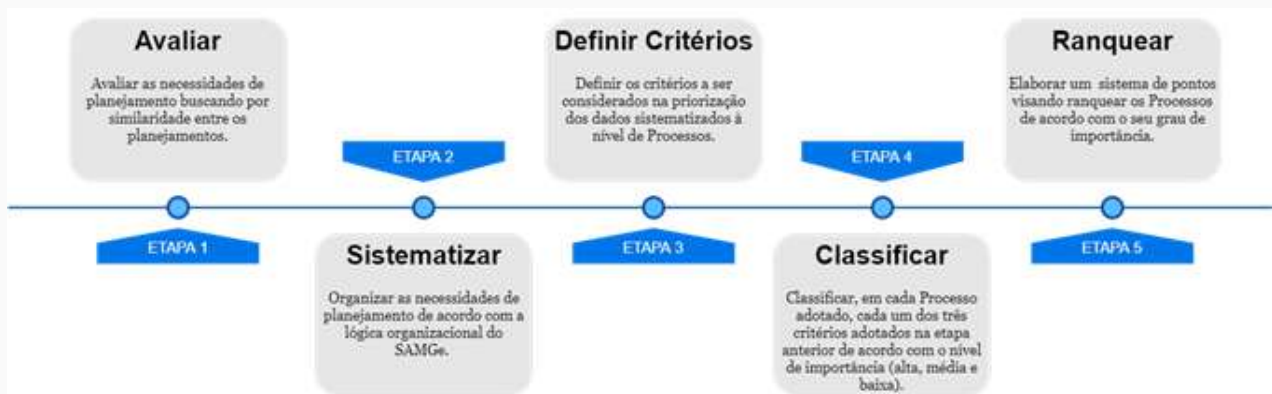 Avaliar
Avaliar as necessidades de
planejamento buscando por
similaridade entre os
planejamentos.
ETAPA 1
ETAPA 2
Sistematizar
Organizar as necessidades de
planejamento de acordo com a
lógica organizacional do
SAMGe.
Definir Critérios
Definir os critérios a ser
considerados na priorização
dos dados sistematizados à
nível de Processos.
ETAPA 3
ETAPA 4
Classificar
Classificar, em cada Processo
adotado, cada um dos três
critérios adotados na etapa
anterior de acordo com o nível
de importância (alta, média e
baixa).
Ranquear
Elaborar um sistema de pontos
visando ranquear os Processos
de acordo com o seu grau de
importância.
ETAPA 5